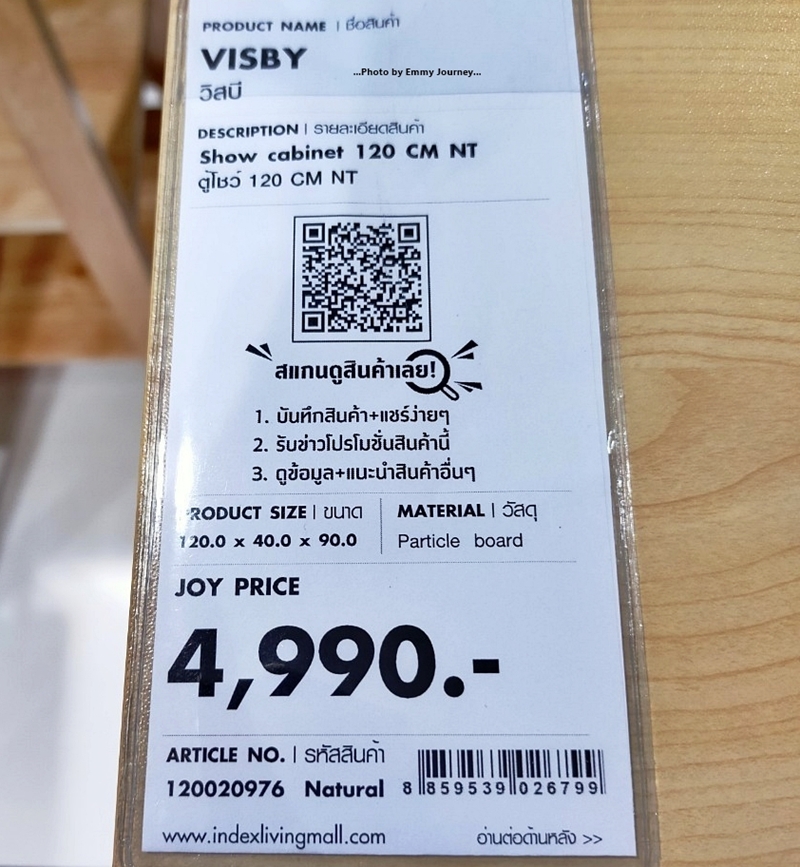 PRODUCT NAME | ชื่อสินค้า
VISBY
...Photo by Emmy Journey...
วิสบี
DESCRIPTION | รายละเอียดสินค้า
Show cabinet 120 CM NT
ตู้โชว์ 120 CM NT
สแกนดูสินค้าเลย!
1. บันทึกสินค้า+แชร์ง่ายๆ
2. รับข่าวโปรโมชั่นสินค้านี้
3. ดูข้อมูล+แนะนำสินค้าอื่นๆ
PRODUCT SIZE | ขนาด
120.0 x 40.0 x 90.0
MATERIAL | วัสดุ
Particle board
JOY PRICE
4,990.-
ARTICLE NO. | รหัสสินค้า
120020976 Natural
8 859539 026799
www.indexlivingmall.com
อ่านต่อด้านหลัง >>